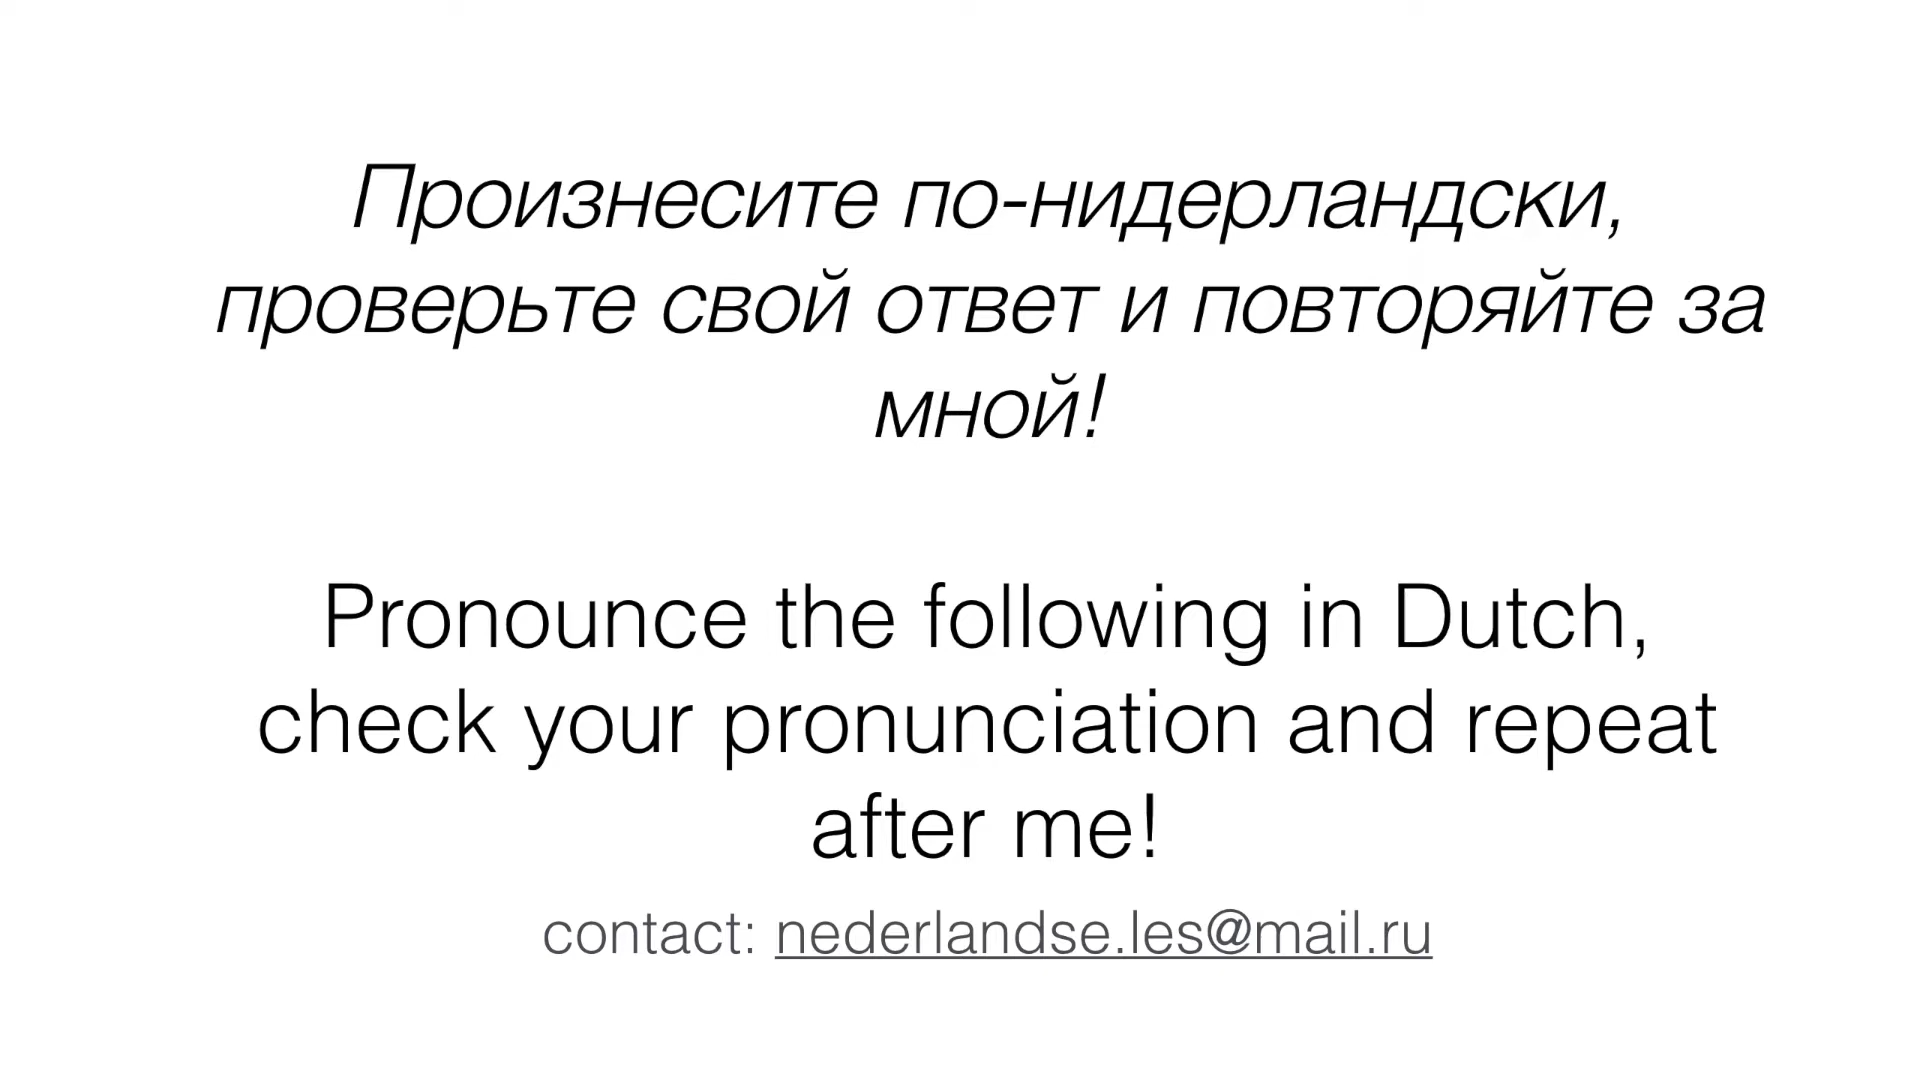 Произнесите по-нидерландски,
проверьте свой ответ и повторяйте за
мной!
Pronounce the following in Dutch,
check your pronunciation and repeat
after me!
contact: nederlandse.les@mail.ru